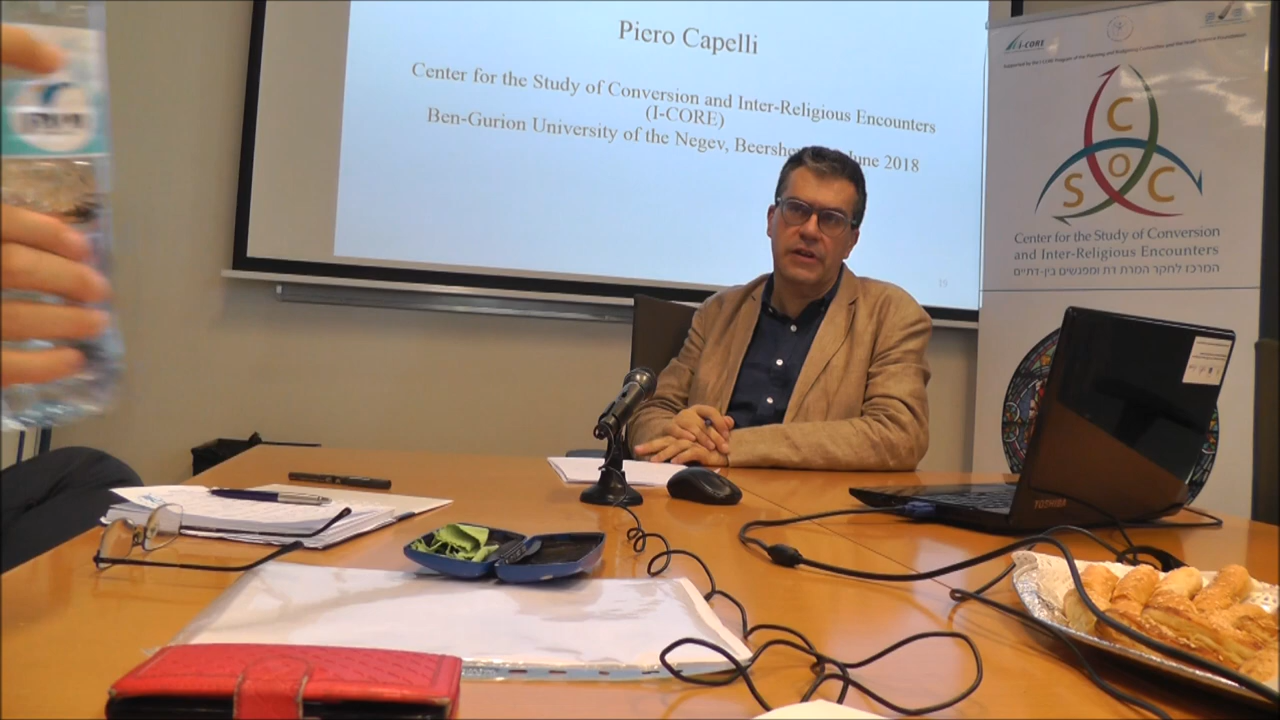 Piero Capelli
Center for the Study of Conversion and Inter-Religious Encounters
(I-CORE)
Ben-Gurion University of the Negev, Beershe June 2018
19
i-CORE
C
S O C
Center for the Study of Conversion
and Inter-Religious Encounters
המרכז לחקר המרת דת ומפגשים בין-דתיים
TOSHIBA